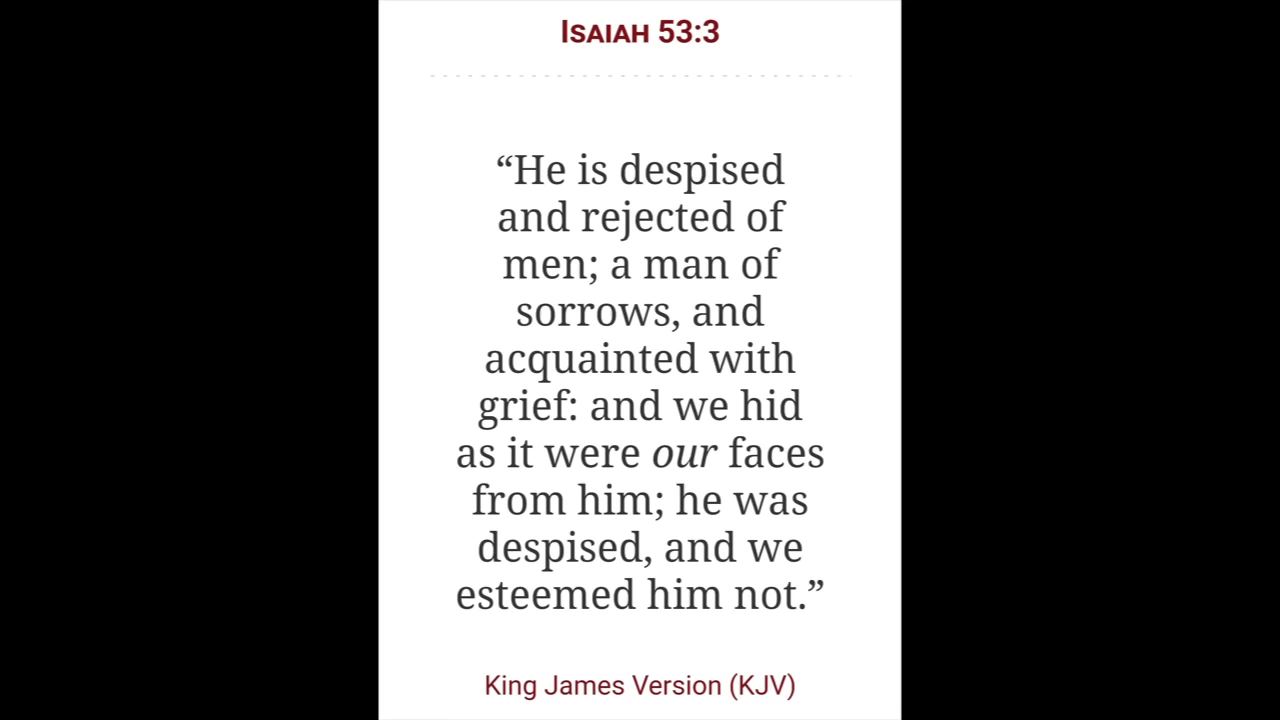 Isaiah 53:3
“He is despised
and rejected of
men; a man of
sorrows, and
acquainted with
grief: and we hid
as it were our faces
from him; he was
despised, and we
esteemed him not.”
King James Version (KJV)